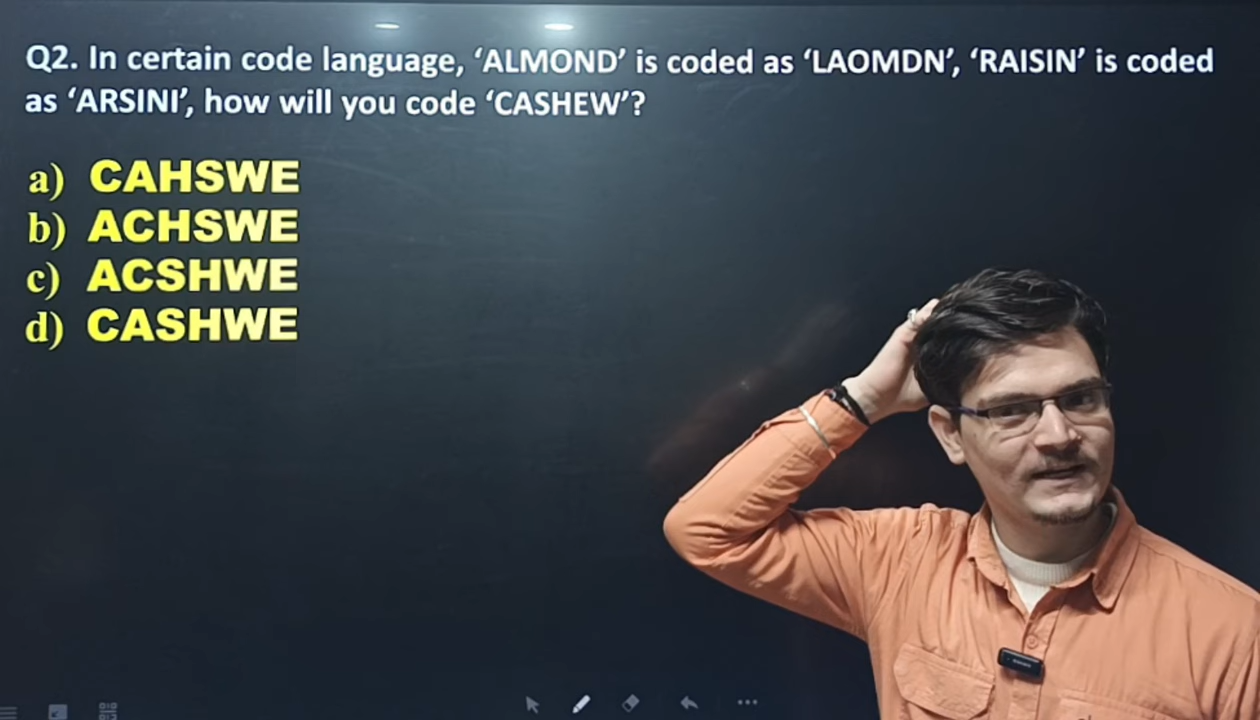 Q2. In certain code language, ‘ALMOND’ is coded as ‘LAOMDN’, ‘RAISIN’ is coded
as ‘ARSINI’, how will you code ‘CASHEW’?
a) CAHSWE
b) ACHSWE
c) ACSHWE
d) CASHWE